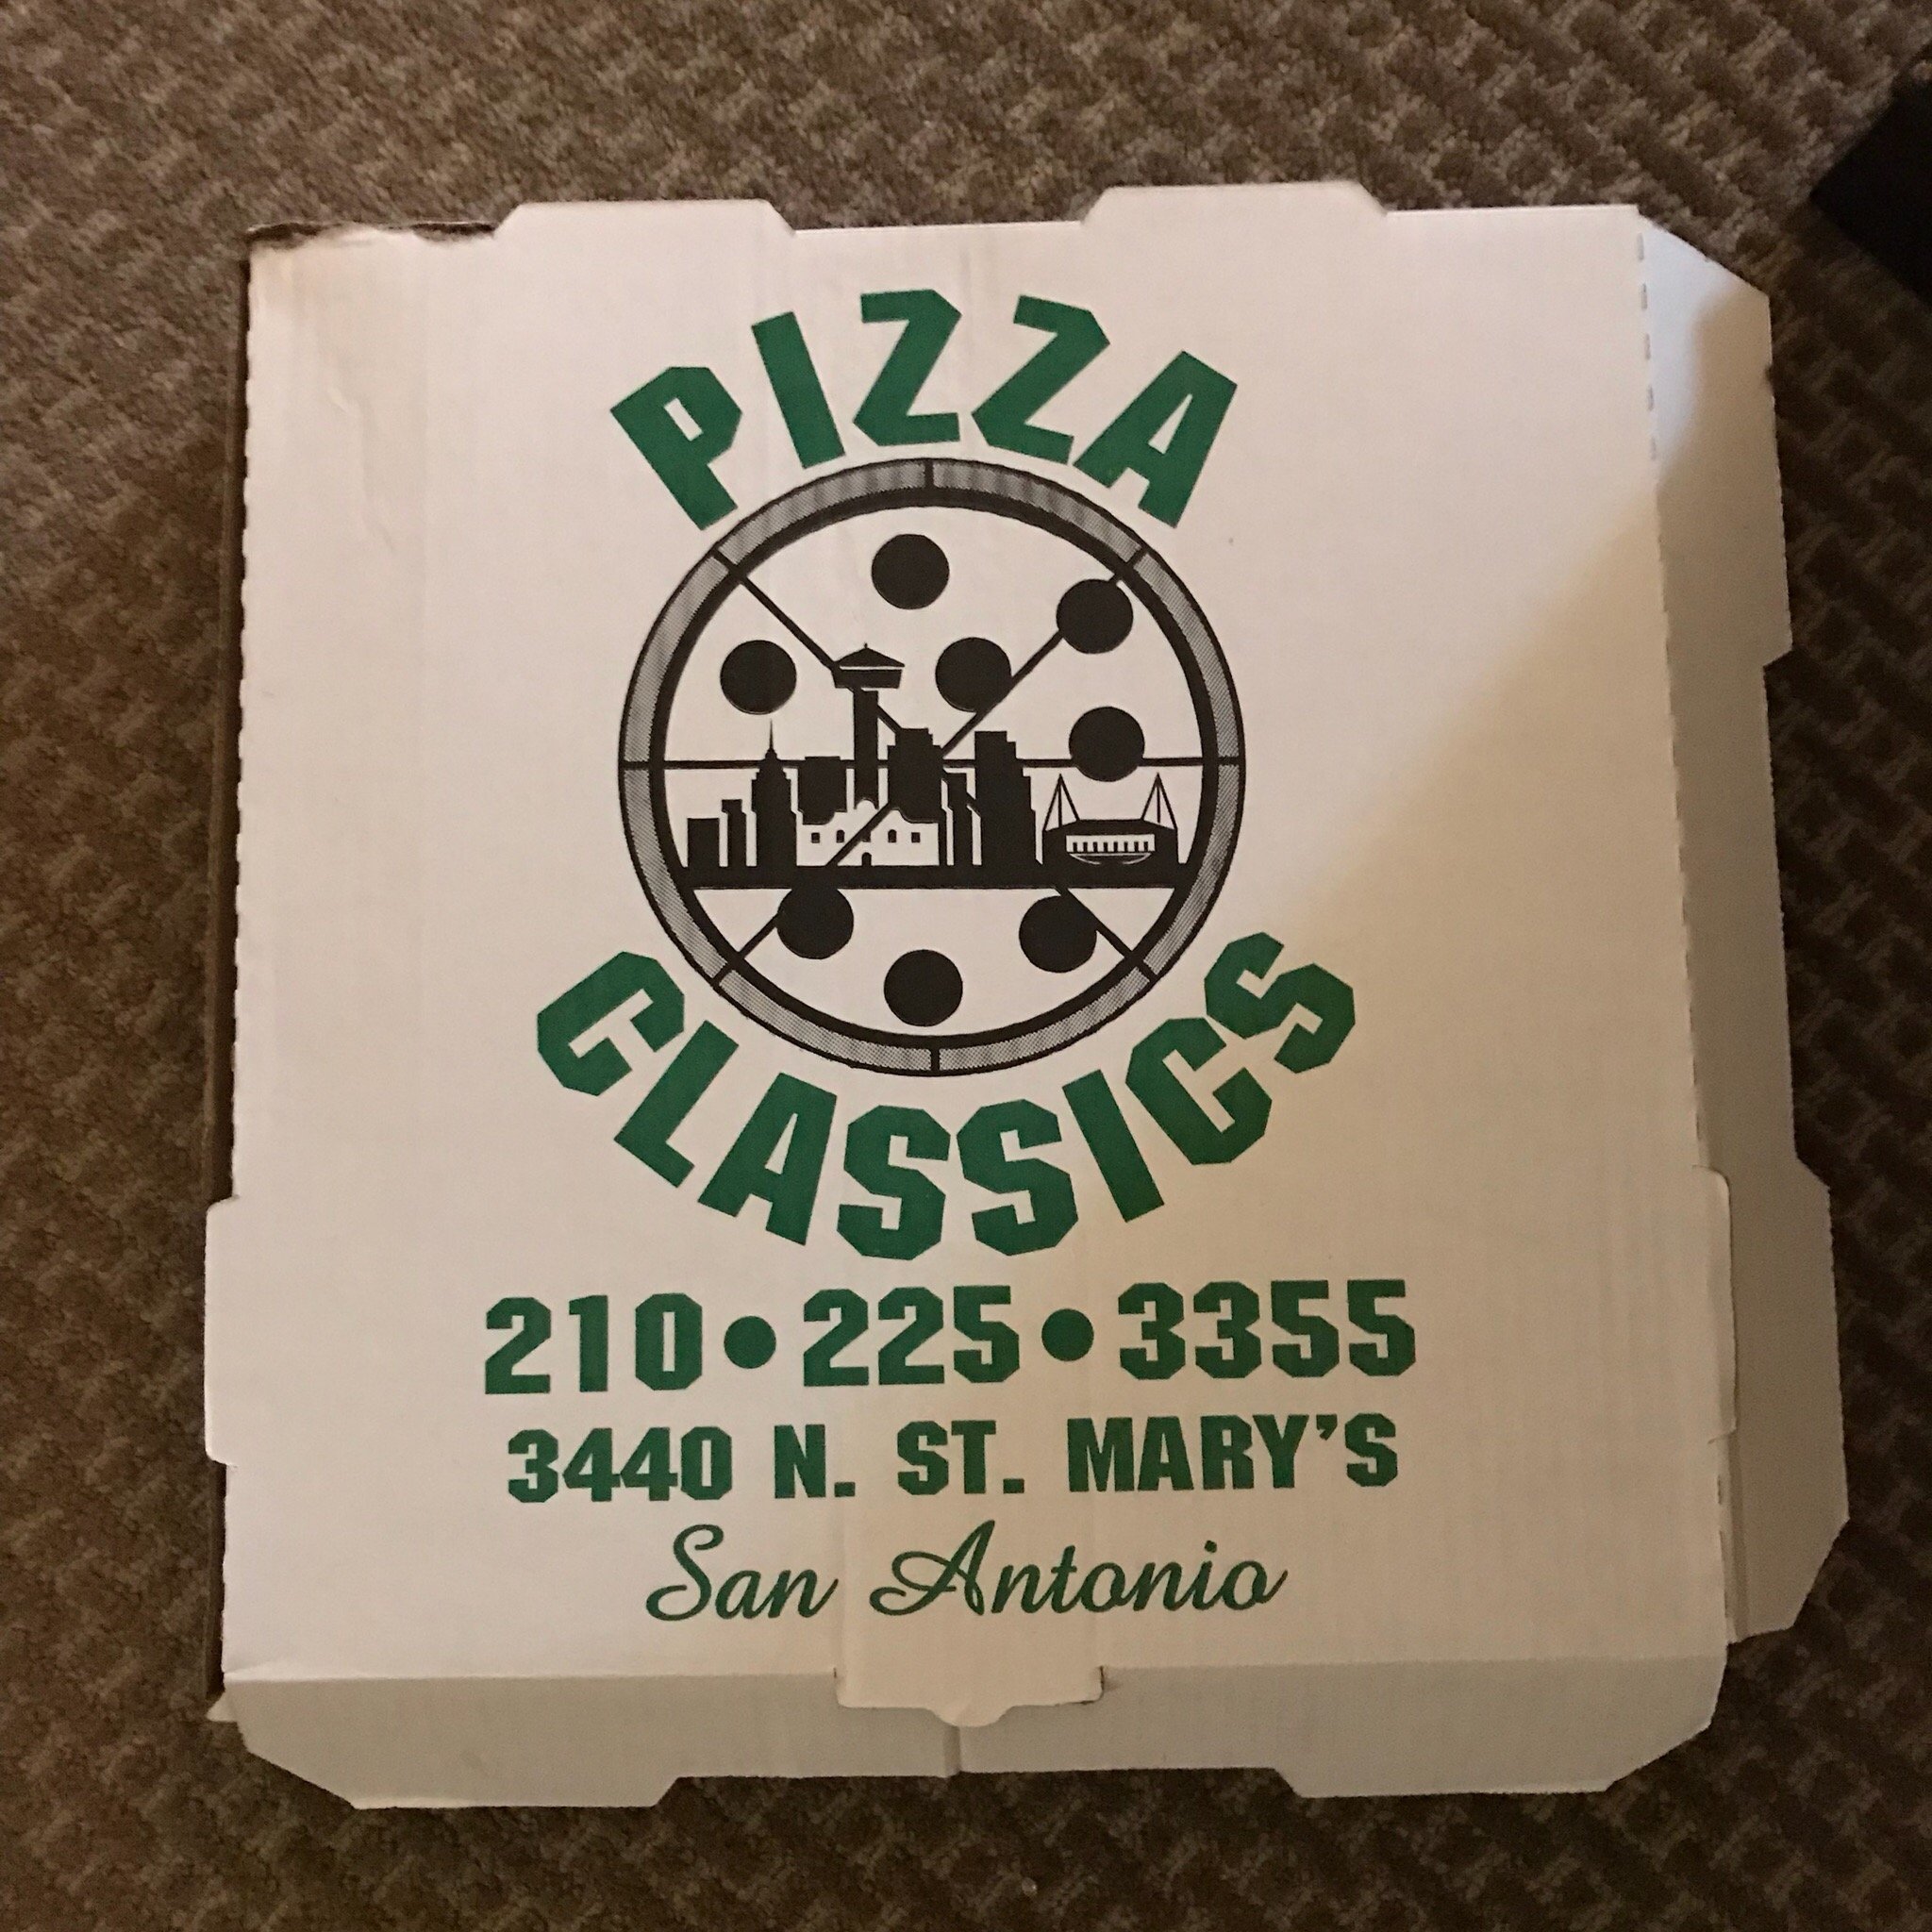 PIZZA
CLASSICS
210•225•3355
3440 N. ST. MARY'S
San Antonio